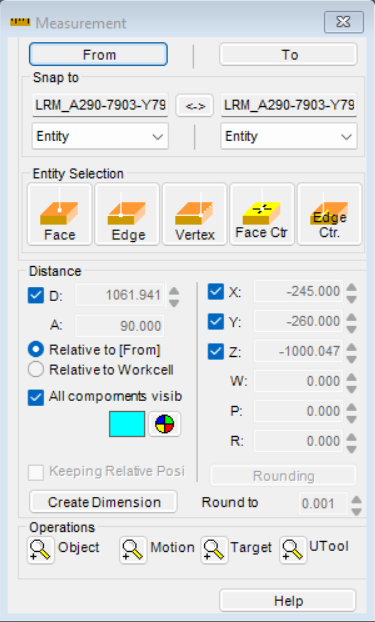 Measurement
From To
Snap to
LRM_A290-7903-Y79 <-> LRM_A290-7903-Y79
Entity Entity
Entity Selection
Face Edge Vertex Face Ctr Edge Ctr.
Distance
D: 1061.941 X: -245.000
A: 90.000 Y: -260.000
Relative to [From] Z: -1000.047
Relative to Workcell W: 0.000
All compoments visib P: 0.000
R: 0.000
Keeping Relative Posi Rounding
Create Dimension Round to 0.001
Operations
Object Motion Target UTool
Help